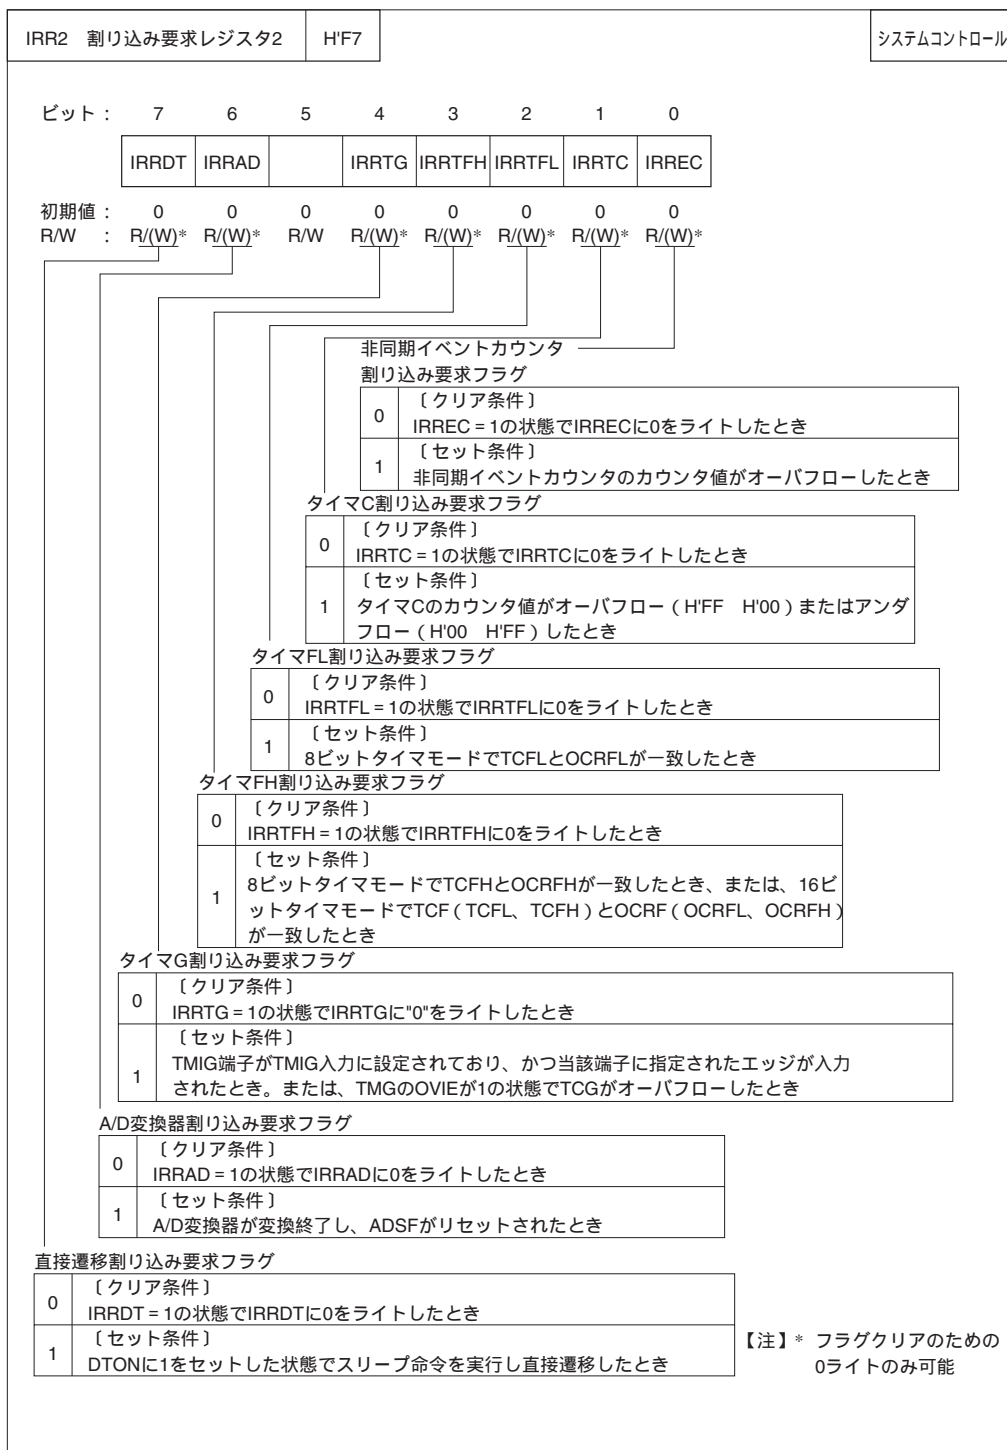 IRR2 割り込み要求レジスタ2 H'F7 システムコントロール
ビット： 7 6 5 4 3 2 1 0
IRRDT IRRAD IRRTG IRRTFH IRRTFL IRRTC IRREC
初期値： 0 0 0 0 0 0 0 0
R/W ： R/(W)* R/(W)* R/W R/(W)* R/(W)* R/(W)* R/(W)* R/(W)*
非同期イベントカウンタ
割り込み要求フラグ
0 〔クリア条件〕
IRREC = 1の状態でIRRECに0をライトしたとき
1 〔セット条件〕
非同期イベントカウンタのカウンタ値がオーバフローしたとき
タイマC割り込み要求フラグ
0 〔クリア条件〕
IRRTC = 1の状態でIRRTCに0をライトしたとき
1 〔セット条件〕
タイマCのカウンタ値がオーバフロー（H'FF H'00）またはアンダ
フロー（H'00 H'FF）したとき
タイマFL割り込み要求フラグ
0 〔クリア条件〕
IRRTFL = 1の状態でIRRTFLに0をライトしたとき
1 〔セット条件〕
8ビットタイマモードでTCFLとOCRFLが一致したとき
タイマFH割り込み要求フラグ
0 〔クリア条件〕
IRRTFH = 1の状態でIRRTFHに0をライトしたとき
1 〔セット条件〕
8ビットタイマモードでTCFHとOCRFHが一致したとき、または、16ビ
ットタイマモードでTCF（TCFL、TCFH）とOCRF（OCRFL、OCRFH）
が一致したとき
タイマG割り込み要求フラグ
0 〔クリア条件〕
IRRTG = 1の状態でIRRTGに"0"をライトしたとき
1 〔セット条件〕
TMIG端子がTMIG入力に設定されており、かつ当該端子に指定されたエッジが入力
されたとき。または、TMGのOVIEが1の状態でTCGがオーバフローしたとき
A/D変換器割り込み要求フラグ
0 〔クリア条件〕
IRRAD = 1の状態でIRRADに0をライトしたとき
1 〔セット条件〕
A/D変換器が変換終了し、ADSFがリセットされたとき
直接遷移割り込み要求フラグ
0 〔クリア条件〕
IRRDT = 1の状態でIRRDTに0をライトしたとき
1 〔セット条件〕
DTONに1をセットした状態でスリープ命令を実行し直接遷移したとき
【注】* フラグクリアのための
0ライトのみ可能